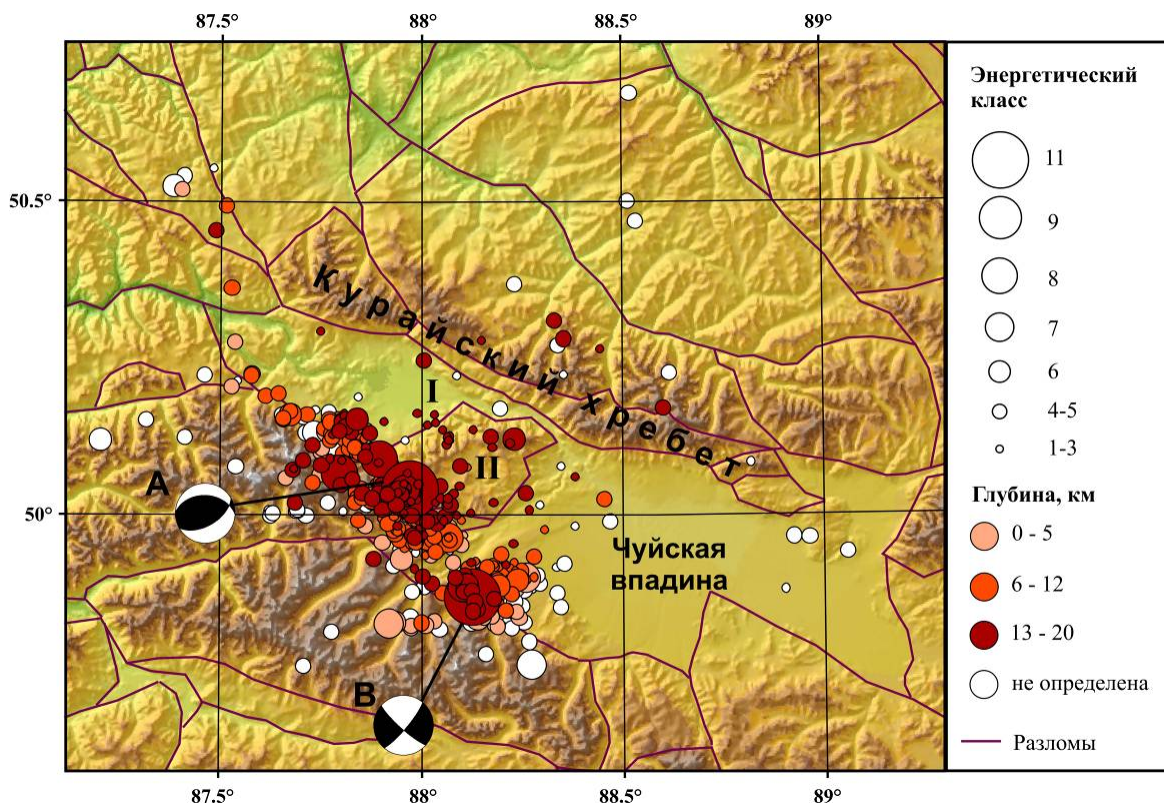 87.5° 88° 88.5° 89°
50.5°
50°
Курайский хребет
I
II
A
B
Чуйская
впадина
87.5° 88° 88.5° 89°
Энергетический
класс
11
9
8
7
6
4-5
1-3
Глубина, км
0 - 5
6 - 12
13 - 20
не определена
Разломы